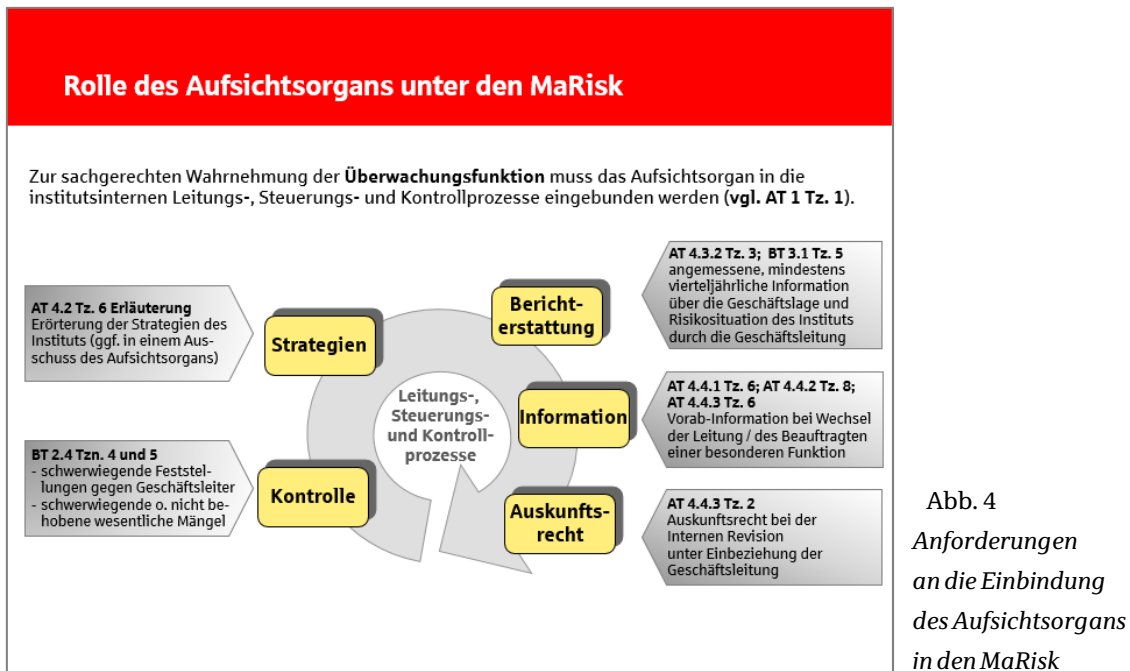 Rolle des Aufsichtsorgans unter den MaRisk
Zur sachgerechten Wahrnehmung der Überwachungsfunktion muss das Aufsichtsorgan in die
institutsinternen Leitungs-, Steuerungs- und Kontrollprozesse eingebunden werden (vgl. AT 1 Tz. 1).
AT 4.2 Tz. 6 Erläuterung
Erörterung der Strategien des
Instituts (ggf. in einem Aus-
schuss des Aufsichtsorgans)
Strategien
BT 2.4 Tzn. 4 und 5
- schwerwiegende Feststel-
lungen gegen Geschäftsleiter
- schwerwiegende o. nicht be-
hobene wesentliche Mängel
Kontrolle
Leitungs-,
Steuerungs-
und Kontroll-
prozesse
Bericht-
erstattung
AT 4.3.2 Tz. 3; BT 3.1 Tz. 5
angemessene, mindestens
vierteljährliche Information
über die Geschäftslage und
Risikosituation des Instituts
durch die Geschäftsleitung
Information
AT 4.4.1 Tz. 6; AT 4.4.2 Tz. 8;
AT 4.4.3 Tz. 6
Vorab-Information bei Wechsel
der Leitung / des Beauftragten
einer besonderen Funktion
Auskunfts-
recht
AT 4.4.3 Tz. 2
Auskunftsrecht bei der
Internen Revision
unter Einbeziehung der
Geschäftsleitung
Abb. 4
Anforderungen
an die Einbindung
des Aufsichtsorgans
in den MaRisk